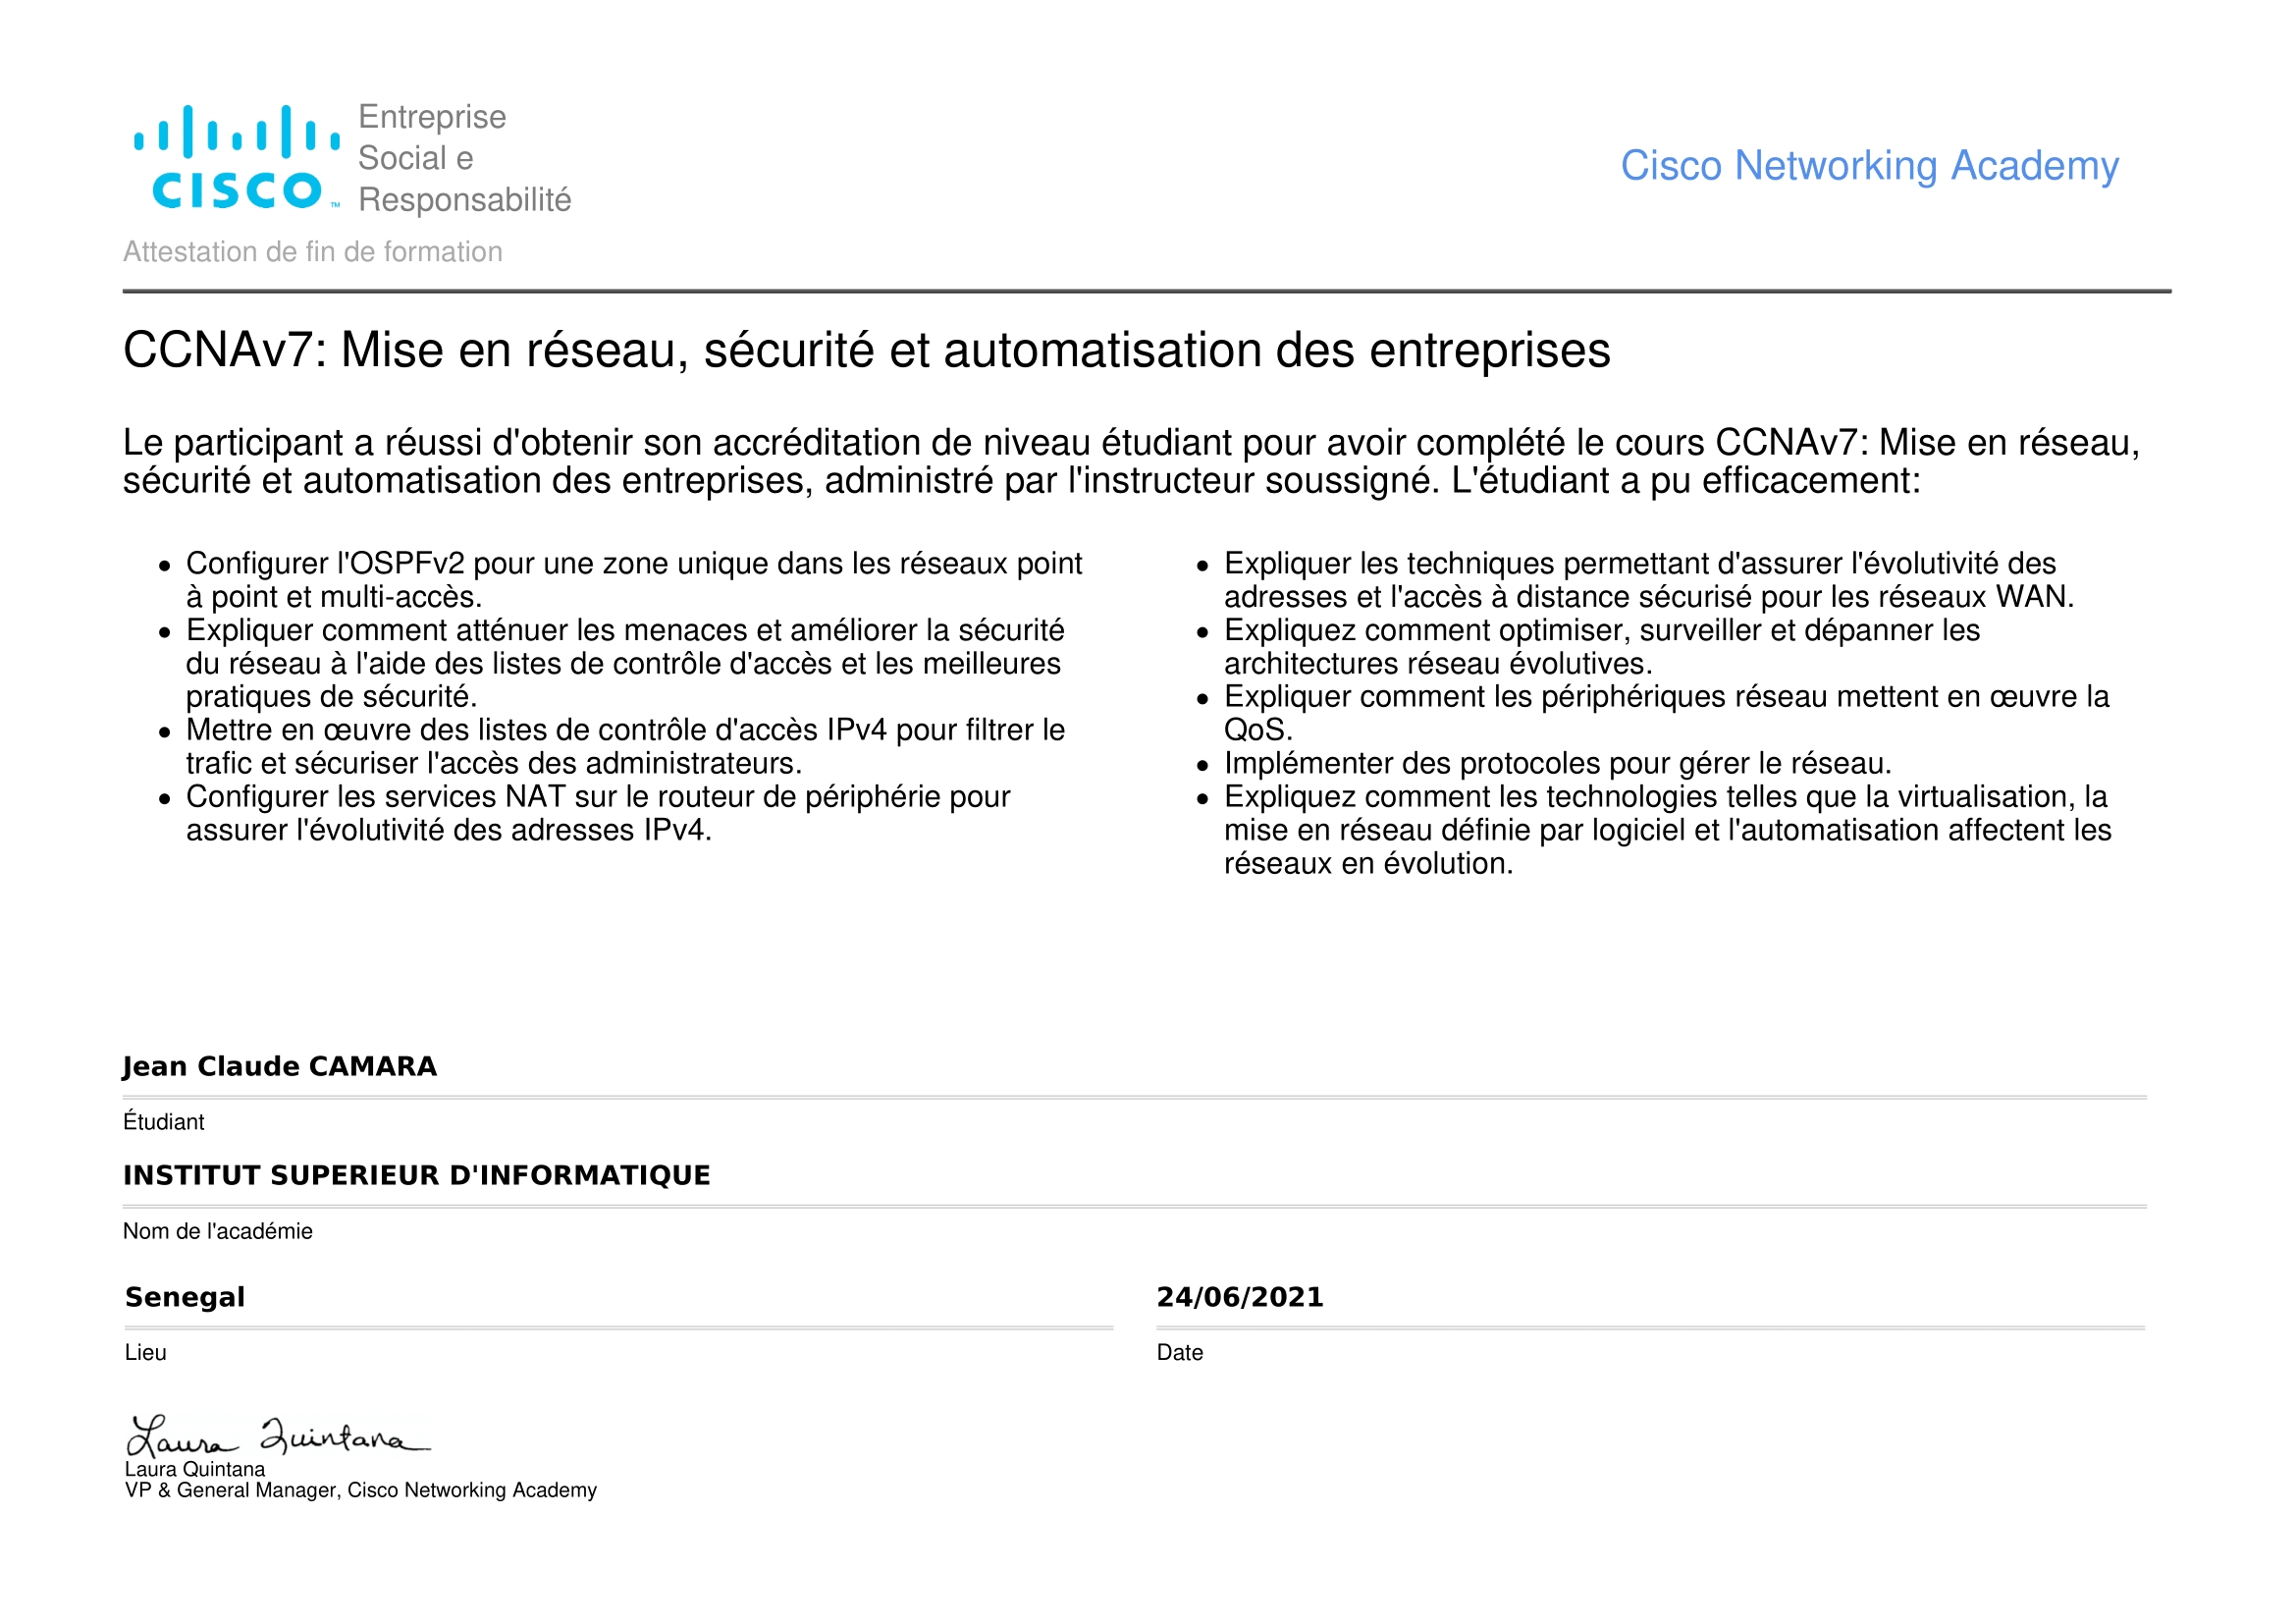 CISCO™
Entreprise
Social e
Responsabilité
Cisco Networking Academy
Attestation de fin de formation
CCNAv7: Mise en réseau, sécurité et automatisation des entreprises
Le participant a réussi d'obtenir son accréditation de niveau étudiant pour avoir complété le cours CCNAv7: Mise en réseau,
sécurité et automatisation des entreprises, administré par l'instructeur soussigné. L'étudiant a pu efficacement:
• Configurer l'OSPFv2 pour une zone unique dans les réseaux point
à point et multi-accès.
• Expliquer comment atténuer les menaces et améliorer la sécurité
du réseau à l'aide des listes de contrôle d'accès et les meilleures
pratiques de sécurité.
• Mettre en œuvre des listes de contrôle d'accès IPv4 pour filtrer le
trafic et sécuriser l'accès des administrateurs.
• Configurer les services NAT sur le routeur de périphérie pour
assurer l'évolutivité des adresses IPv4.
• Expliquer les techniques permettant d'assurer l'évolutivité des
adresses et l'accès à distance sécurisé pour les réseaux WAN.
• Expliquez comment optimiser, surveiller et dépanner les
architectures réseau évolutives.
• Expliquer comment les périphériques réseau mettent en œuvre la
QoS.
• Implémenter des protocoles pour gérer le réseau.
• Expliquez comment les technologies telles que la virtualisation, la
mise en réseau définie par logiciel et l'automatisation affectent les
réseaux en évolution.
Jean Claude CAMARA
Étudiant
INSTITUT SUPERIEUR D'INFORMATIQUE
Nom de l'académie
Senegal
Lieu
24/06/2021
Date
Laura Quintana
Laura Quintana
VP & General Manager, Cisco Networking Academy